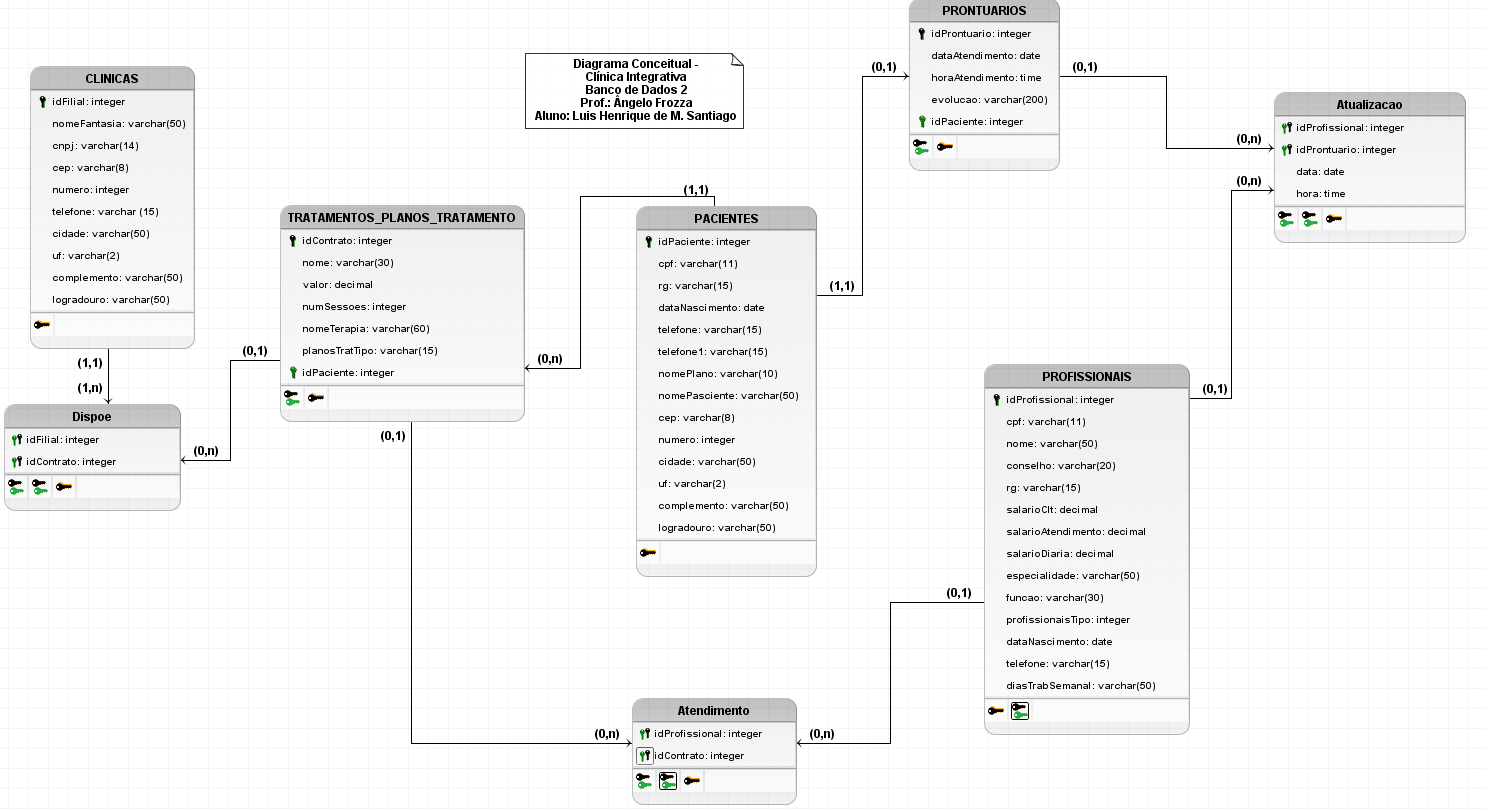 PRONTUARIOS
idProntuario: integer
dataAtendimento: date
horaAtendimento: time
evolucao: varchar(200)
idPaciente: integer
(0,1)
(0,1)
Diagrama Conceitual -
Clínica Integrativa
Banco de Dados 2
Prof.: Ângelo Frozza
Aluno: Luis Henrique de M. Santiago
CLINICAS
idFilial: integer
nomeFantasia: varchar(50)
cnpj: varchar(14)
cep: varchar(8)
numero: integer
telefone: varchar (15)
cidade: varchar(50)
uf: varchar(2)
complemento: varchar(50)
logradouro: varchar(50)
Atualizacao
idProfissional: integer
idProntuario: integer
data: date
hora: time
(0,n)
(0,n)
(1,1)
TRATAMENTOS_PLANOS_TRATAMENTO
idContrato: integer
nome: varchar(30)
valor: decimal
numSessoes: integer
nomeTerapia: varchar(60)
planosTratTipo: varchar(15)
idPaciente: integer
PACIENTES
idPaciente: integer
cpf: varchar(11)
rg: varchar(15)
dataNascimento: date
telefone: varchar(15)
telefone1: varchar(15)
nomePlano: varchar(10)
nomePasciente: varchar(50)
cep: varchar(8)
numero: integer
cidade: varchar(50)
uf: varchar(2)
complemento: varchar(50)
logradouro: varchar(50)
(1,1)
(0,n)
(0,1)
(1,1)
(1,n)
Dispoe
idFilial: integer
idContrato: integer
(0,n)
(0,1)
PROFISSIONAIS
idProfissional: integer
cpf: varchar(11)
nome: varchar(50)
conselho: varchar(20)
rg: varchar(15)
salarioClt: decimal
salarioAtendimento: decimal
salarioDiaria: decimal
especialidade: varchar(50)
funcao: varchar(30)
profissionaisTipo: integer
dataNascimento: date
telefone: varchar(15)
diasTrabSemanal: varchar(50)
(0,1)
(0,1)
Atendimento
idProfissional: integer
idContrato: integer
(0,n)
(0,n)